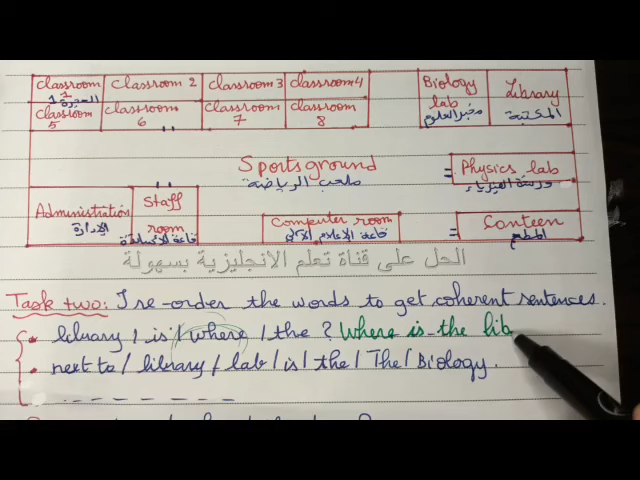 classroom 1 classroom 2 classroom 3 classroom 4 Biology lab Library
الحجرة 1 مخبر العلوم المكتبة
classroom 5 classroom 6 classroom 7 classroom 8
Sportsground = Physics lab
ملعب الرياضة
Administration Staff room Computer room = Canteen
الإدارة قاعة الأساتذة قاعة الإعلام الآلي المطعم
الحل على قناة تعلم الانجليزية بسهولة
Task two: I re-order the words to get coherent sentences.
• library / is / where / the ? Where is the lib
• next to / library / lab / is / the / The / Biology.